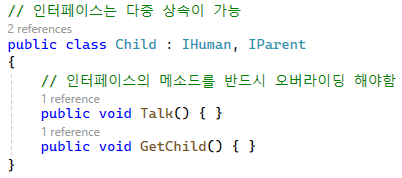 // 인터페이스는 다중 상속이 가능
2 references
public class Child : IHuman, IParent
{
// 인터페이스의 메소드를 반드시 오버라이딩 해야함
1 reference
public void Talk() { }
1 reference
public void GetChild() { }
}